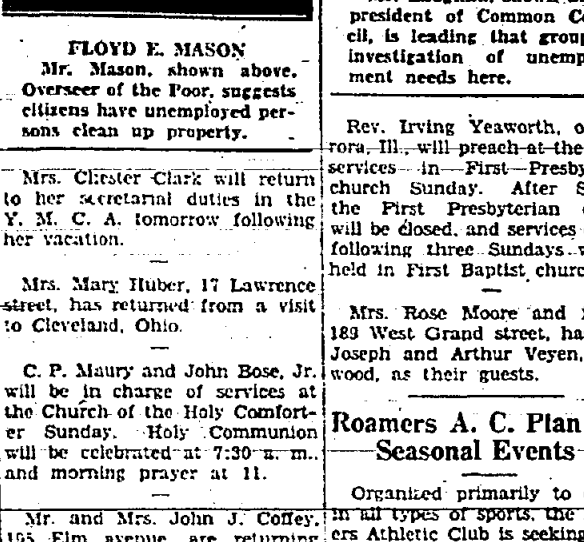 FLOYD E. MASON
Mr. Mason, shown above,
Overseer of the Poor, suggests
citizens have unemployed per-
sons clean up property.
Mrs. Chester Clark will return
to her secretarial duties in the
Y. M. C. A. tomorrow following
her vacation.
Mrs. Mary Huber, 17 Lawrence
street, has returned from a visit
to Cleveland, Ohio.
C. P. Maury and John Bose, Jr.
will be in charge of services at
the Church of the Holy Comfort-
er Sunday. Holy Communion
will be celebrated at 7:30 a. m.,
and morning prayer at 11.
Mr. and Mrs. John J. Coffey,
195 Elm avenue, are returning
president of Common
cil, is leading that group
investigation of
ment needs here.
Rev. Irving Yeaworth,
rora, Ill., will preach at the
services in First
church Sunday. After
the First Presbyterian
will be closed, and services
following three Sundays
held in First Baptist
Mrs. Rose Moore and
189 West Grand street,
Joseph and Arthur Veyen,
wood, as their guests.
Roamers A. C. Plan
Seasonal Events
Organized primarily to
in all types of sports, the
ers Athletic Club is seeking